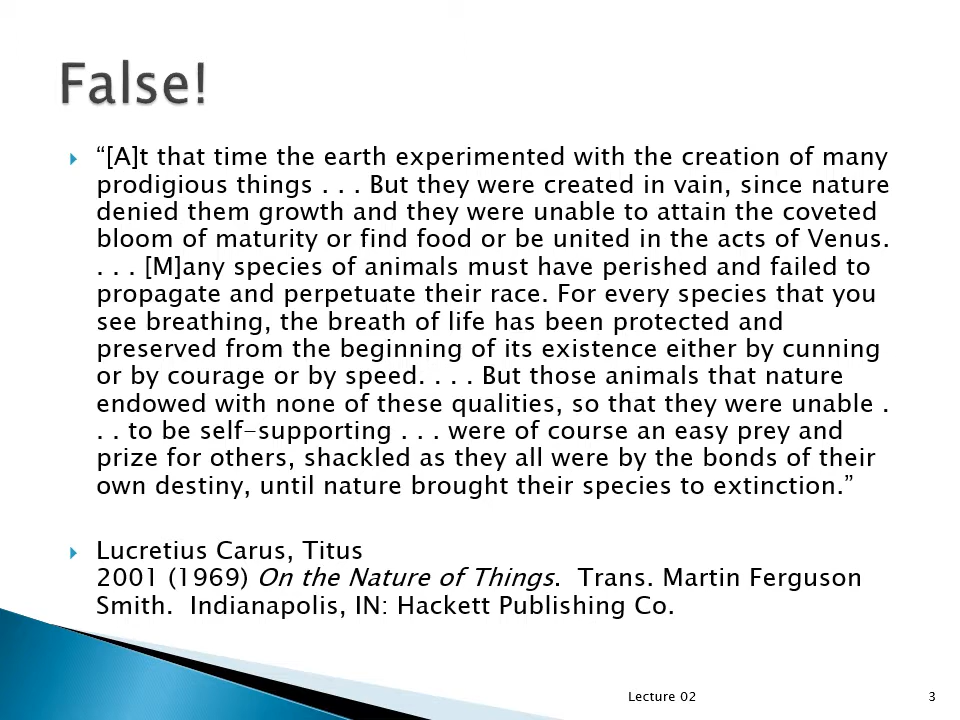 False!
“[A]t that time the earth experimented with the creation of many
prodigious things . . . But they were created in vain, since nature
denied them growth and they were unable to attain the coveted
bloom of maturity or find food or be united in the acts of Venus.
. . . [M]any species of animals must have perished and failed to
propagate and perpetuate their race. For every species that you
see breathing, the breath of life has been protected and
preserved from the beginning of its existence either by cunning
or by courage or by speed. . . . But those animals that nature
endowed with none of these qualities, so that they were unable .
. . to be self-supporting . . . were of course an easy prey and
prize for others, shackled as they all were by the bonds of their
own destiny, until nature brought their species to extinction.”
Lucretius Carus, Titus
2001 (1969) On the Nature of Things. Trans. Martin Ferguson
Smith. Indianapolis, IN: Hackett Publishing Co.
Lecture 02 3